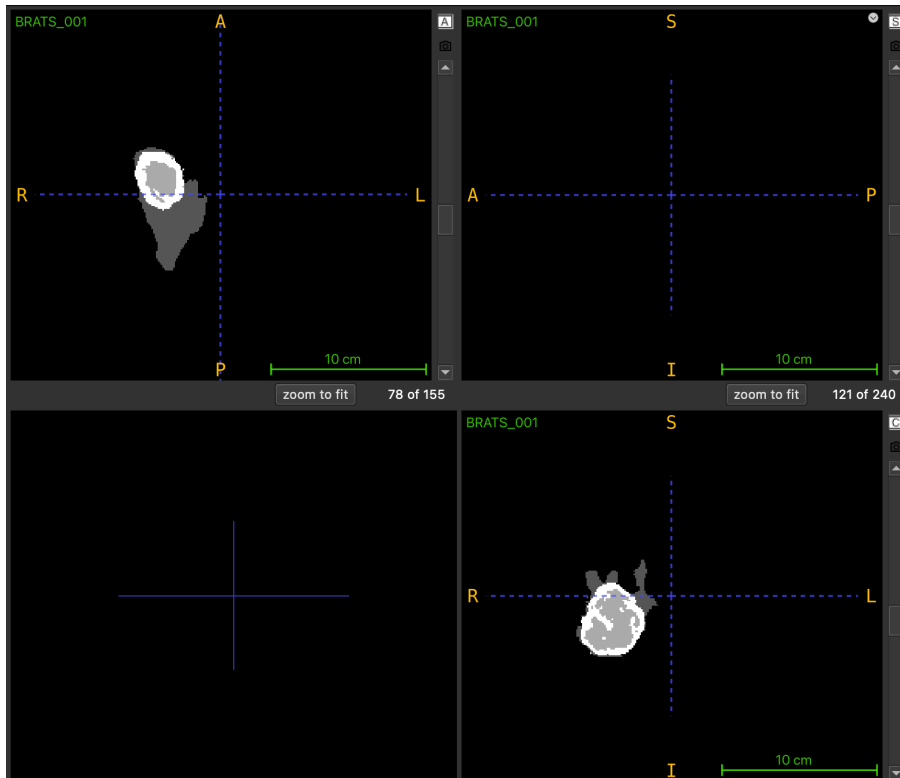 BRATS_001
A
A
R
L
P
10 cm
zoom to fit
78 of 155
BRATS_001
S
S
A
P
I
10 cm
zoom to fit
121 of 240
BRATS_001
S
C
R
L
I
10 cm